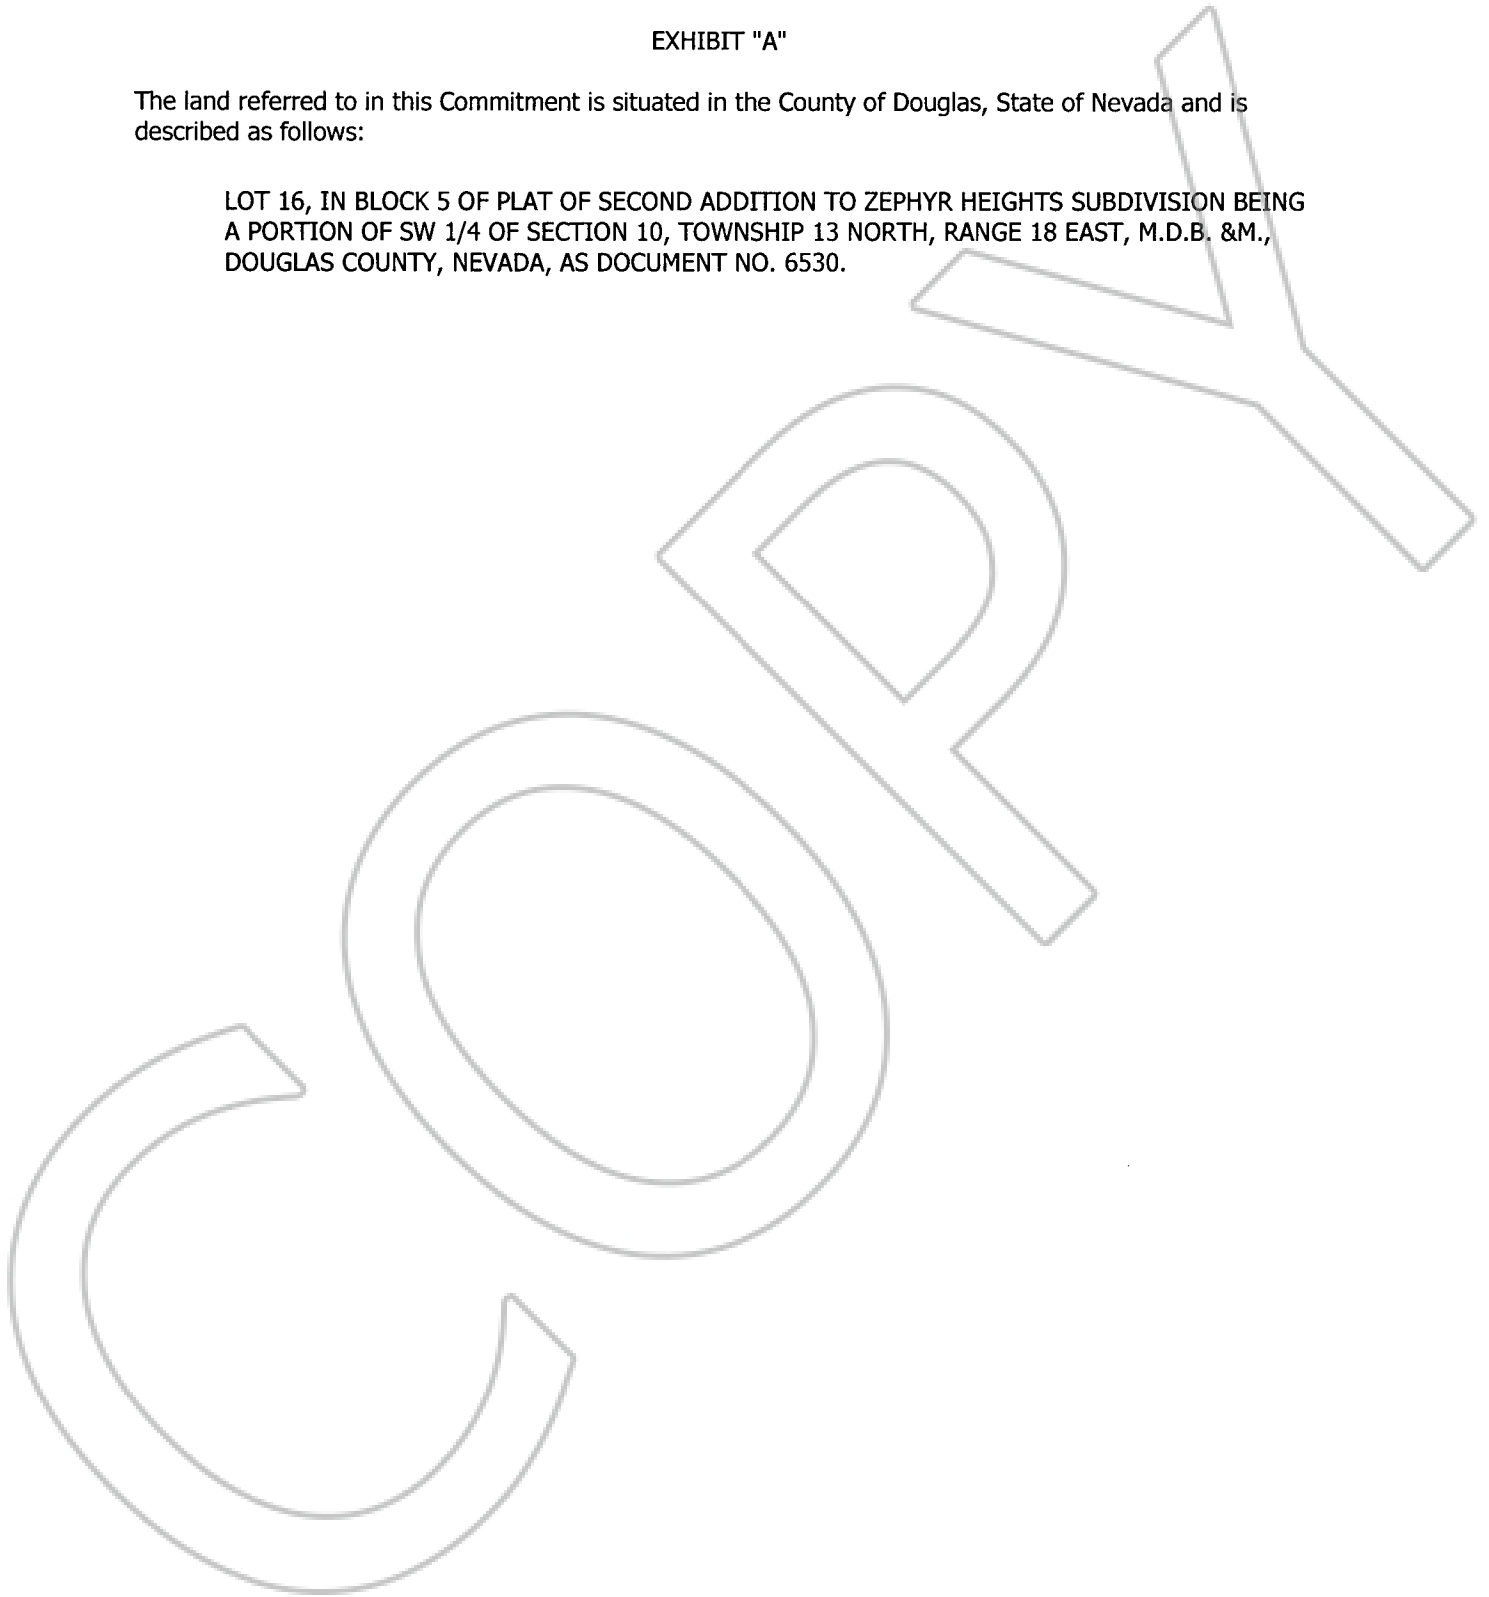 EXHIBIT "A"
The land referred to in this Commitment is situated in the County of Douglas, State of Nevada and is
described as follows:
LOT 16, IN BLOCK 5 OF PLAT OF SECOND ADDITION TO ZEPHYR HEIGHTS SUBDIVISION BEING
A PORTION OF SW 1/4 OF SECTION 10, TOWNSHIP 13 NORTH, RANGE 18 EAST, M.D.B. &M.,
DOUGLAS COUNTY, NEVADA, AS DOCUMENT NO. 6530.
COPY